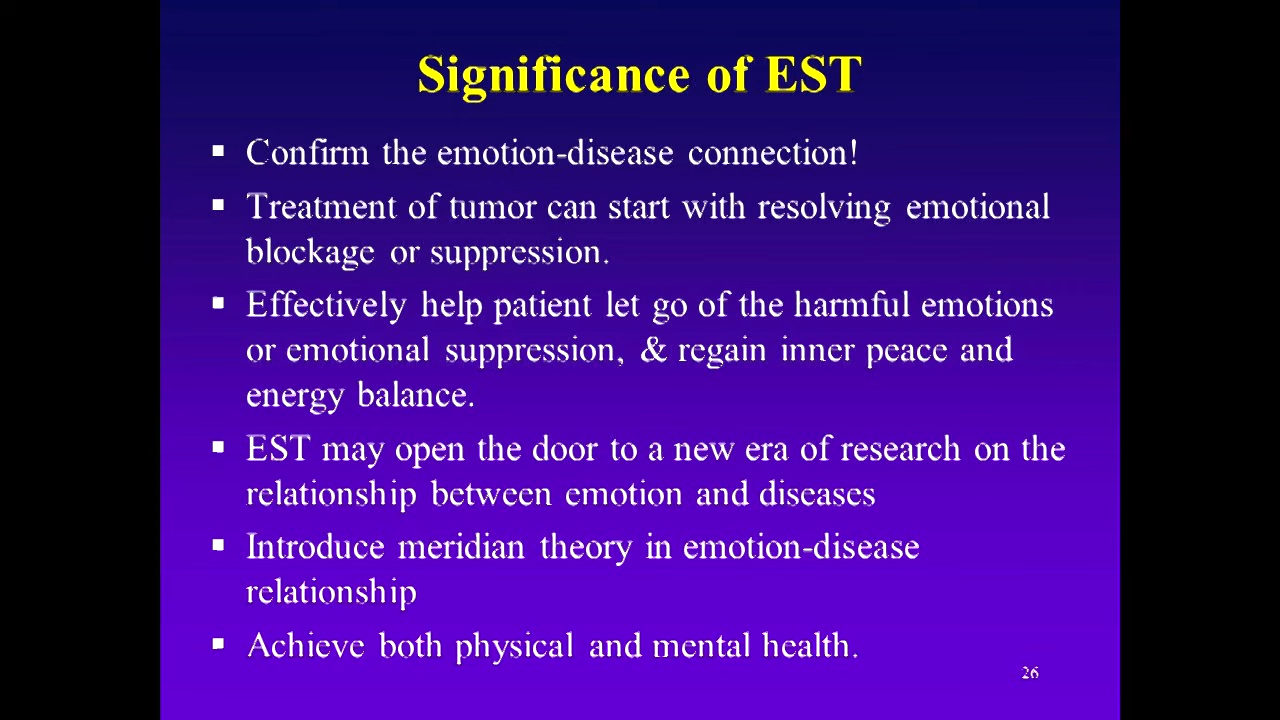 Significance of EST
▪ Confirm the emotion-disease connection!
▪ Treatment of tumor can start with resolving emotional
blockage or suppression.
▪ Effectively help patient let go of the harmful emotions
or emotional suppression, & regain inner peace and
energy balance.
▪ EST may open the door to a new era of research on the
relationship between emotion and diseases
▪ Introduce meridian theory in emotion-disease
relationship
▪ Achieve both physical and mental health.
26